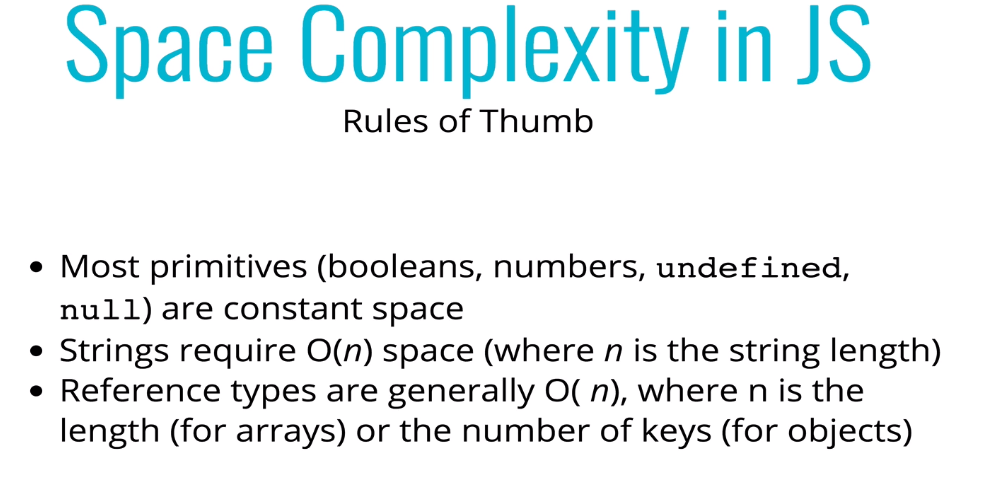 Space Complexity in JS
Rules of Thumb
• Most primitives (booleans, numbers, undefined,
null) are constant space
• Strings require O(n) space (where n is the string length)
• Reference types are generally O( n), where n is the
length (for arrays) or the number of keys (for objects)